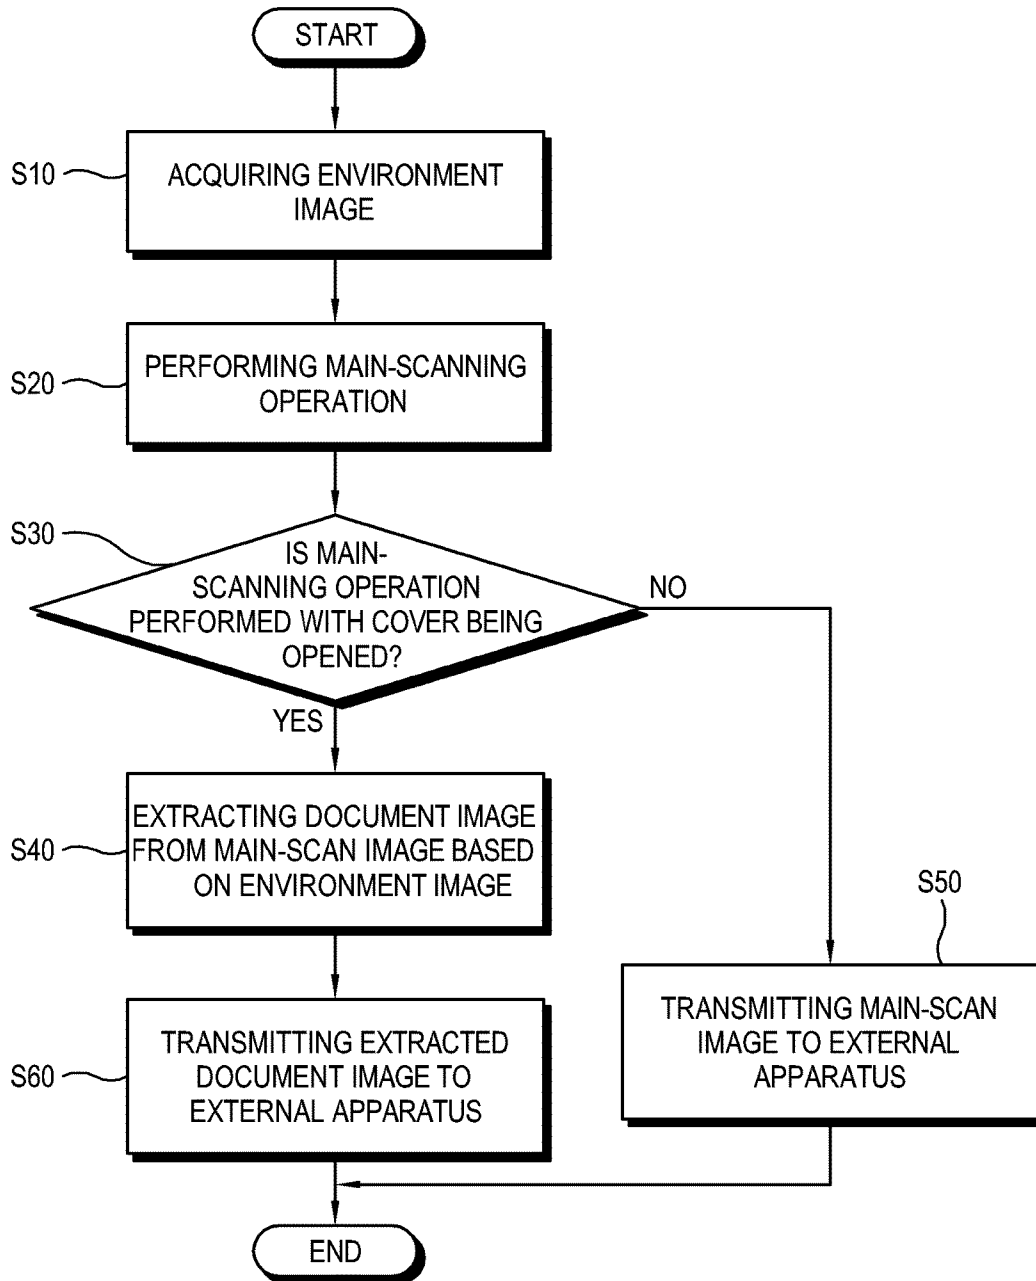 START
S10
ACQUIRING ENVIRONMENT
IMAGE
S20
PERFORMING MAIN-SCANNING
OPERATION
S30
IS MAIN-
SCANNING OPERATION
PERFORMED WITH COVER BEING
OPENED?
NO
YES
S40
EXTRACTING DOCUMENT IMAGE
FROM MAIN-SCAN IMAGE BASED
ON ENVIRONMENT IMAGE
S50
TRANSMITTING MAIN-SCAN
IMAGE TO EXTERNAL
APPARATUS
S60
TRANSMITTING EXTRACTED
DOCUMENT IMAGE TO
EXTERNAL APPARATUS
END